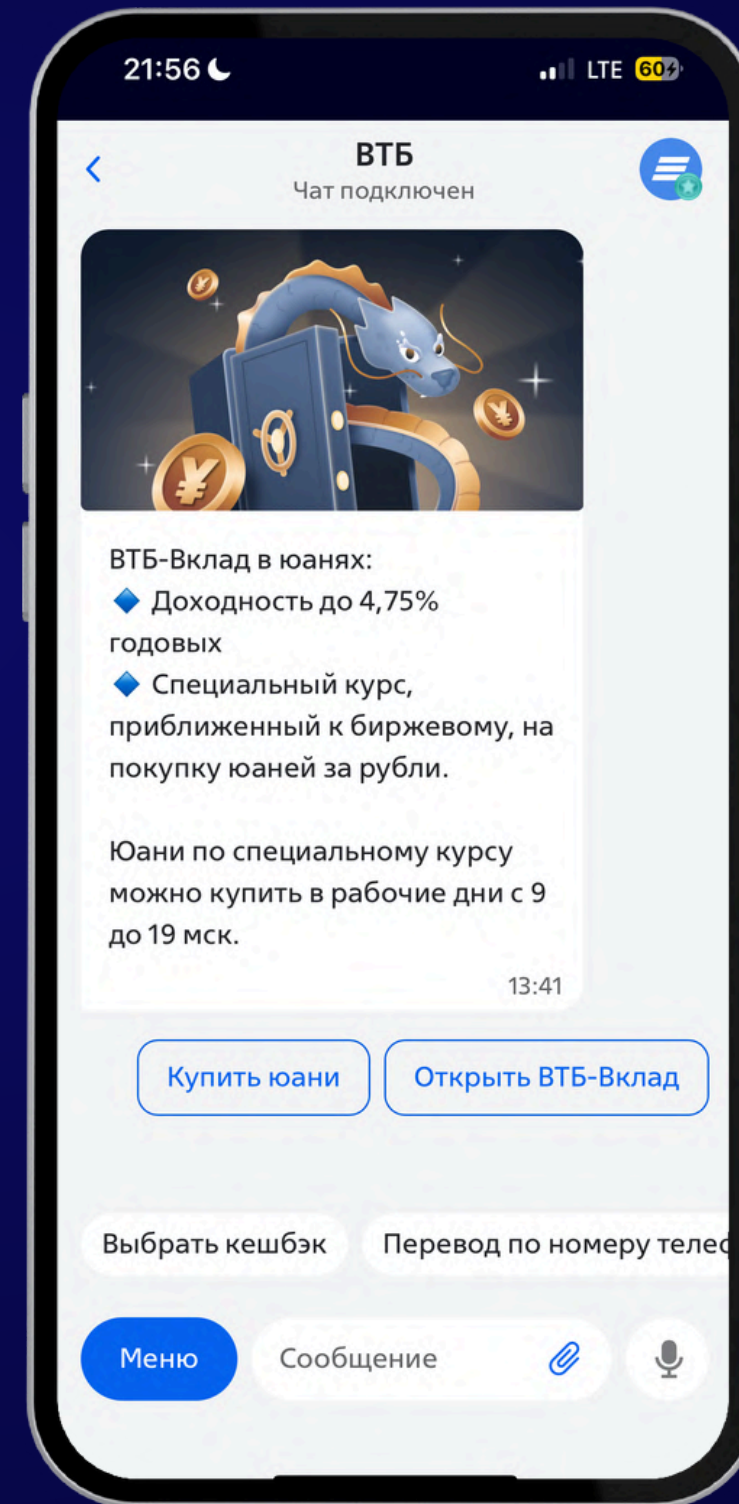 21:56
LTE 60
ВТБ
Чат подключен
¥
¥
¥
ВТБ-Вклад в юанях:
🔷 Доходность до 4,75%
годовых
🔷 Специальный курс,
приближенный к биржевому, на
покупку юаней за рубли.
Юани по специальному курсу
можно купить в рабочие дни с 9
до 19 мск.
13:41
Купить юани
Открыть ВТБ-Вклад
Выбрать кешбэк
Перевод по номеру теле
Меню
Сообщение